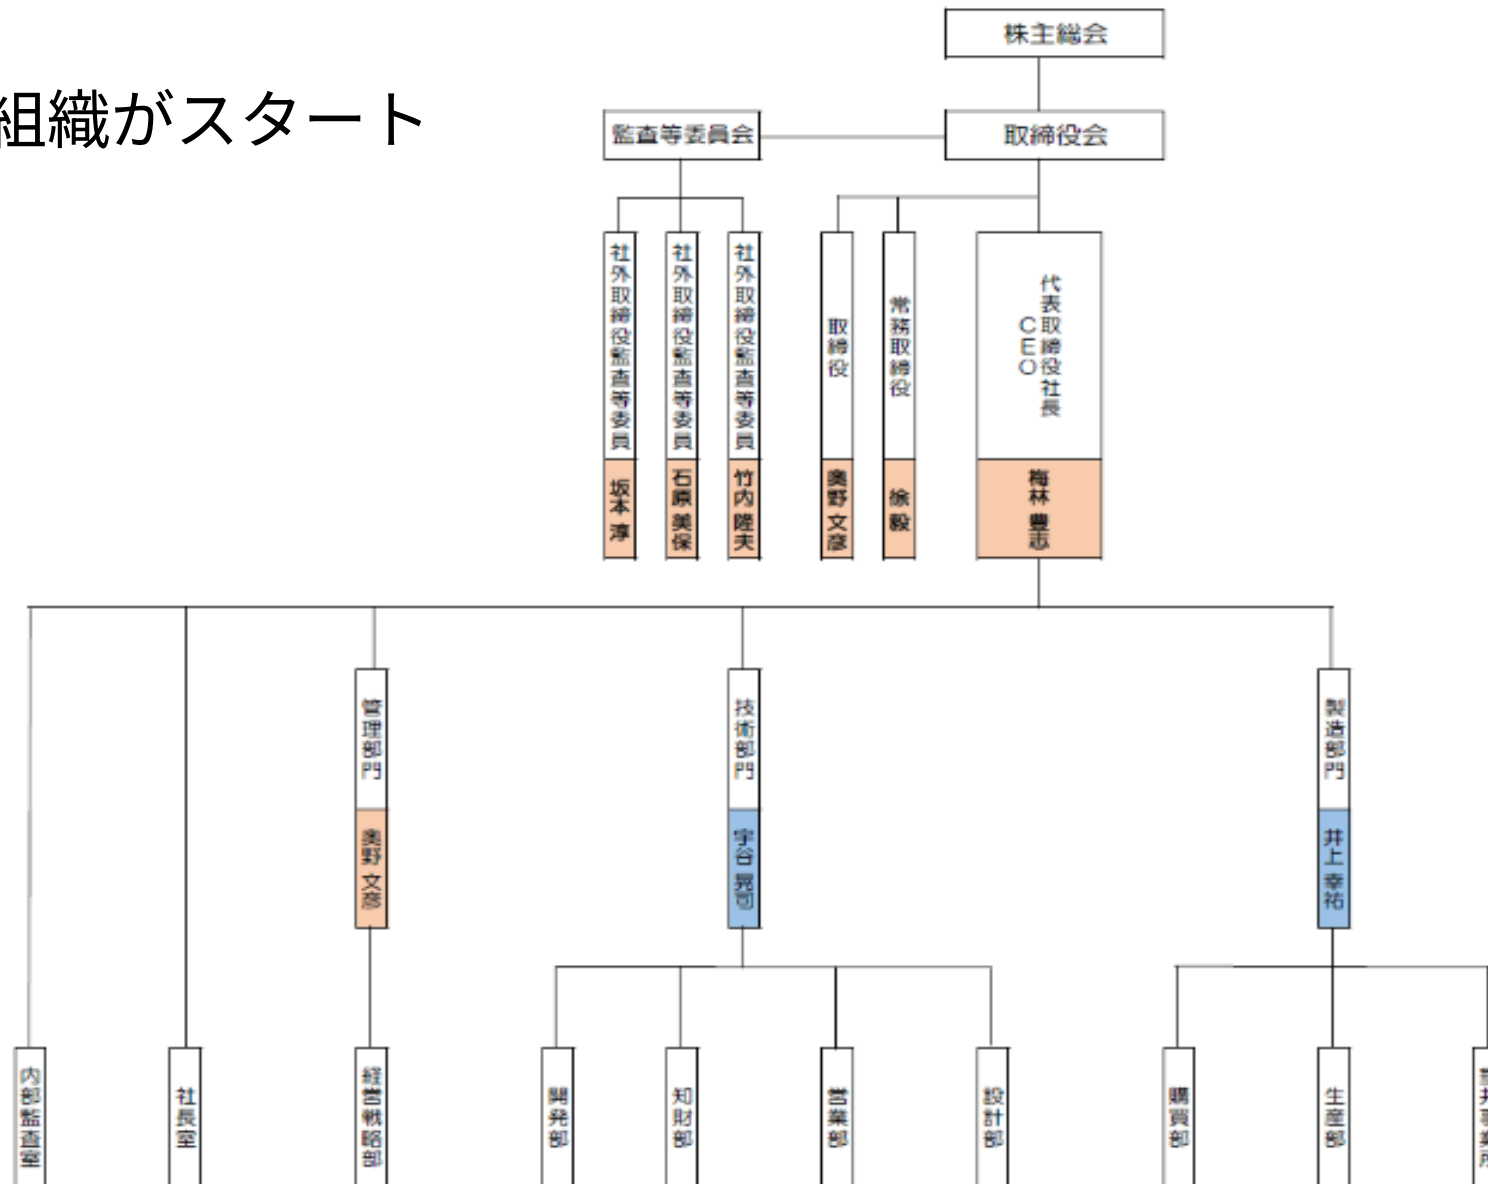 株主総会
組織がスタート
監査等委員会
取締役会
社外取締役監査等委員
坂本 淳
社外取締役監査等委員
石原 美保
社外取締役監査等委員
竹内 隆夫
取締役
奥野 文彦
常務取締役
徐 毅
代表取締役社長
CEO
梅林 豊志
管理部門
奥野 文彦
技術部門
宇谷 晃司
製造部門
井上 幸祐
内部監査室
社長室
経営戦略部
開発部
知財部
営業部
設計部
購買部
生産部